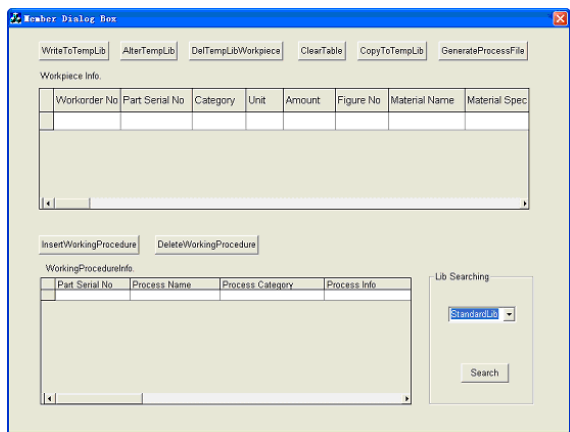 Member Dialog Box
WriteToTempLib AlterTempLib DelTempLibWorkpiece ClearTable CopyToTempLib GenerateProcessFile
Workpiece Info.
Workorder No Part Serial No Category Unit Amount Figure No Material Name Material Spec
InsertWorkingProcedure DeleteWorkingProcedure
WorkingProcedureInfo.
Part Serial No Process Name Process Category Process Info
Lib Searching
StandardLib
Search